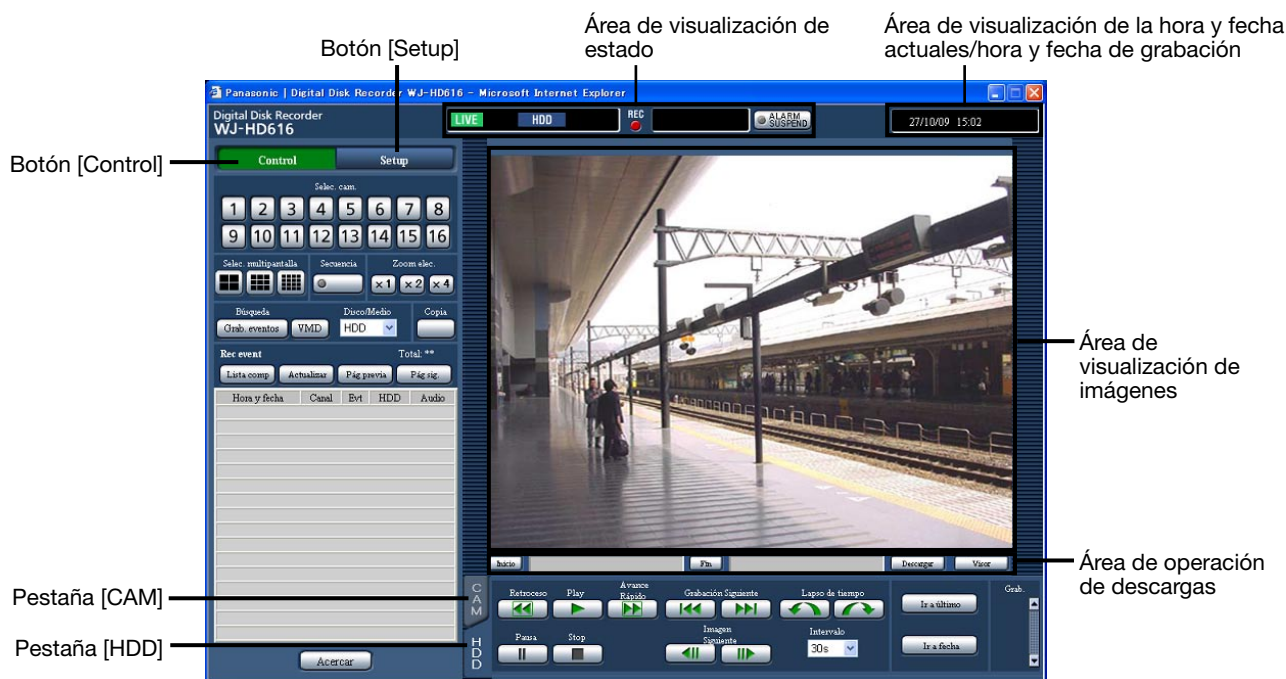 Área de visualización de
estado
Área de visualización de la hora y fecha
actuales/hora y fecha de grabación
Botón [Setup]
Panasonic | Digital Disk Recorder WJ-HD616 - Microsoft Internet Explorer
Digital Disk Recorder
WJ-HD616
LIVE HDD REC ALARM SUSPEND
27/10/09 15:02
Botón [Control]
Control Setup
Selec. cam.
1 2 3 4 5 6 7 8
9 10 11 12 13 14 15 16
Selec. multipantalla Secuencia Zoom elec.
x1 x2 x4
Búsqueda Disco/Medio Copia
Grab. eventos VMD HDD
Rec event Total: **
Lista comp Actualizar Pág previa Pág sig.
Hora y fecha Canal Evt HDD Audio
Área de
visualización de
imágenes
Inicio Fin Descargar Visor
Área de operación
de descargas
Pestaña [CAM]
Pestaña [HDD]
CAM
HDD
Retroceso Play Avance Rápido Grabación Siguiente Lapso de tiempo Grab.
Ir a último
Pausa Stop Imagen Siguiente Intervalo
30s
Ir a fecha
Acercar